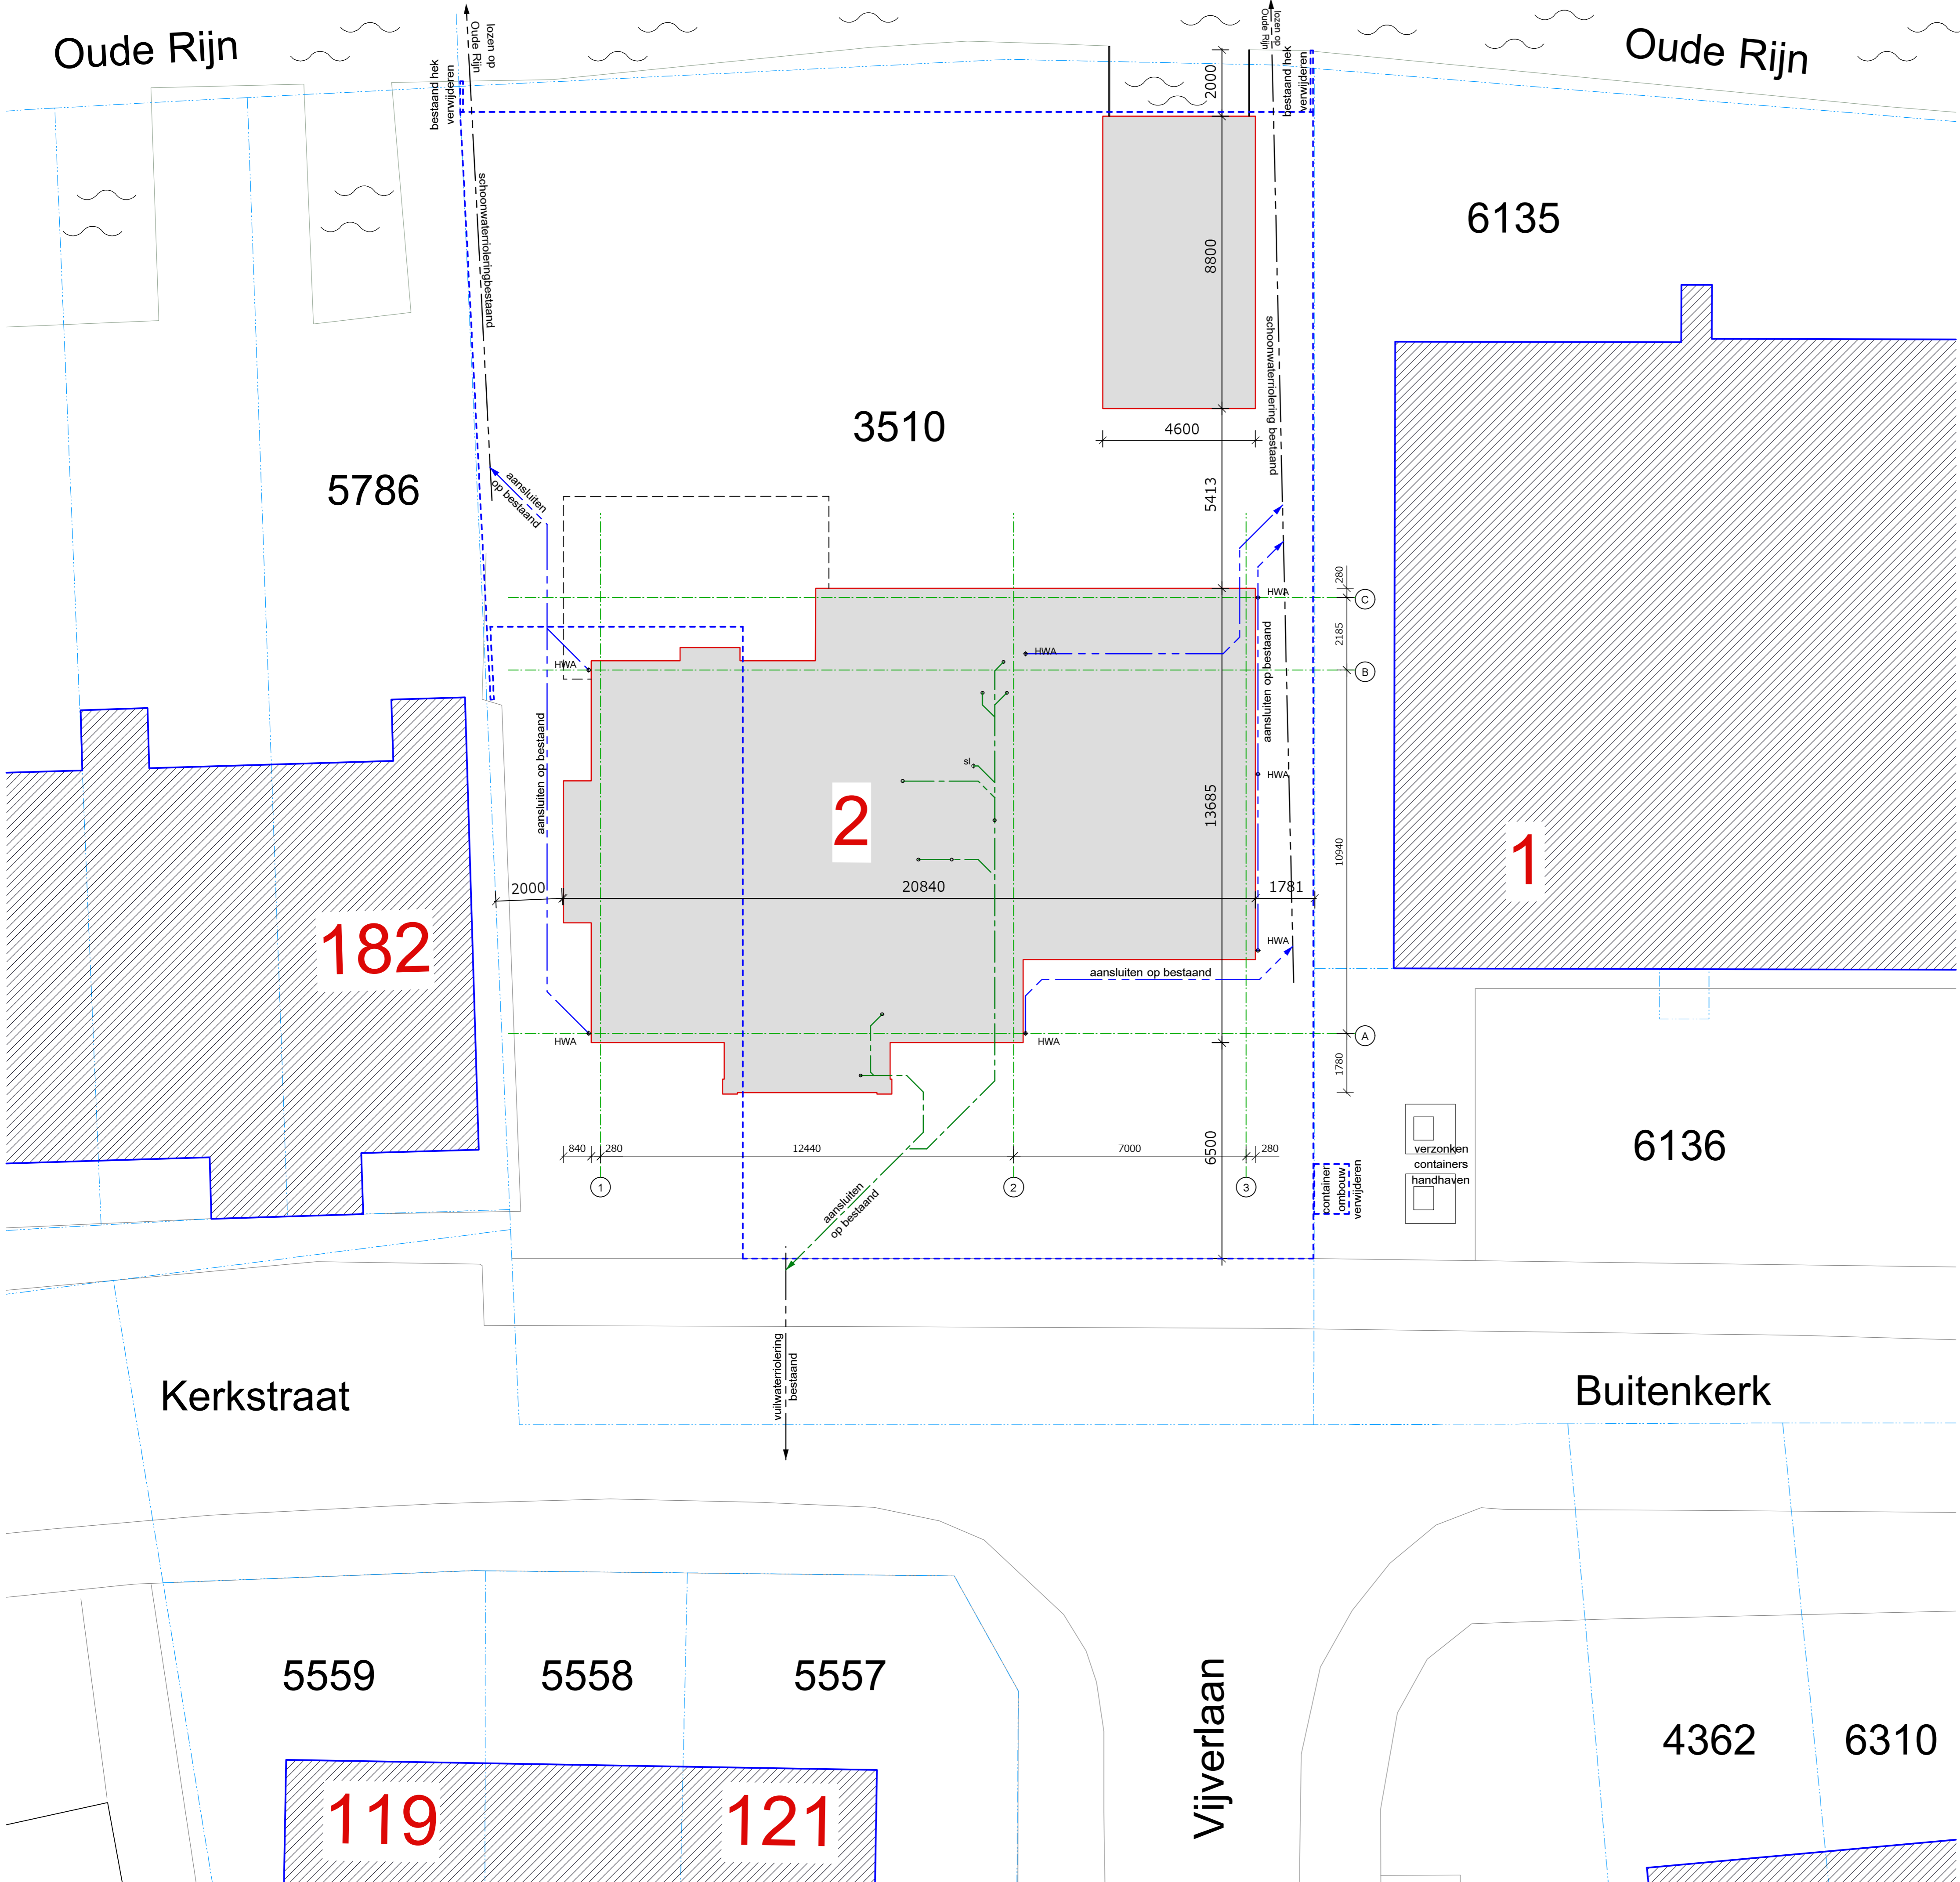 Oude Rijn
lozen op
Oude Rijn
bestaand hek
verwijderen
lozen op
Oude Rijn
bestaand hek
verwijderen
Oude Rijn
2000
schoonwaterrioleringbestaand
8800
6135
schoonwaterriolering bestaand
3510
4600
5786
aansluiten
op bestaand
5413
280
HWA
C
2185
HWA
HWA
B
aansluiten op bestaand
aansluiten op bestaand
sl
HWA
2
13685
10940
1
2000
20840
1781
182
HWA
aansluiten op bestaand
HWA
HWA
A
1780
840
280
12440
7000
280
6500
1
2
3
verzonken
containers
handhaven
6136
container
ombouw
verwijderen
aansluiten
op bestaand
vuilwaterriolering
bestaand
Kerkstraat
Buitenkerk
5559
5558
5557
Vijverlaan
4362
6310
119
121